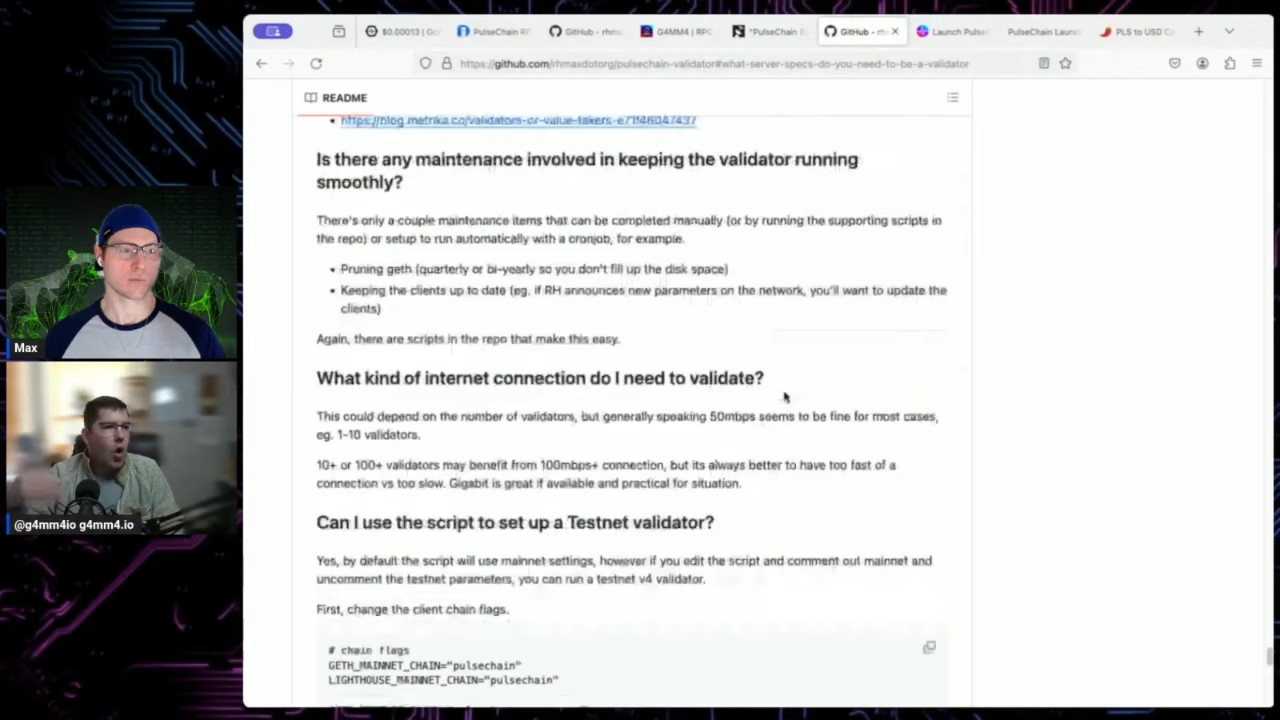 $0.00013 | Ge
PulseChain R
GitHub - rhma
G4MM4 | RPC
"PulseChain E
GitHub - rh
Launch Pulse
PulseChain Launc
PLS to USD C
https://github.com/rhmaxdotorg/pulsechain-validator#what-server-specs-do-you-need-to-be-a-validator
README
https://blog.metrika.co/validators-or-value-takers-e71f46047437
Is there any maintenance involved in keeping the validator running
smoothly?
There's only a couple maintenance items that can be completed manually (or by running the supporting scripts in
the repo) or setup to run automatically with a cronjob, for example.
• Pruning geth (quarterly or bi-yearly so you don't fill up the disk space)
• Keeping the clients up to date (eg. if RH announces new parameters on the network, you'll want to update the
clients)
Again, there are scripts in the repo that make this easy.
What kind of internet connection do I need to validate?
This could depend on the number of validators, but generally speaking 50mbps seems to be fine for most cases,
eg. 1-10 validators.
10+ or 100+ validators may benefit from 100mbps+ connection, but its always better to have too fast of a
connection vs too slow. Gigabit is great if available and practical for situation.
Can I use the script to set up a Testnet validator?
Yes, by default the script will use mainnet settings, however if you edit the script and comment out mainnet and
uncomment the testnet parameters, you can run a testnet v4 validator.
First, change the client chain flags.
# chain flags
GETH_MAINNET_CHAIN="pulsechain"
LIGHTHOUSE_MAINNET_CHAIN="pulsechain"
Max
@g4mm4io g4mm4.io